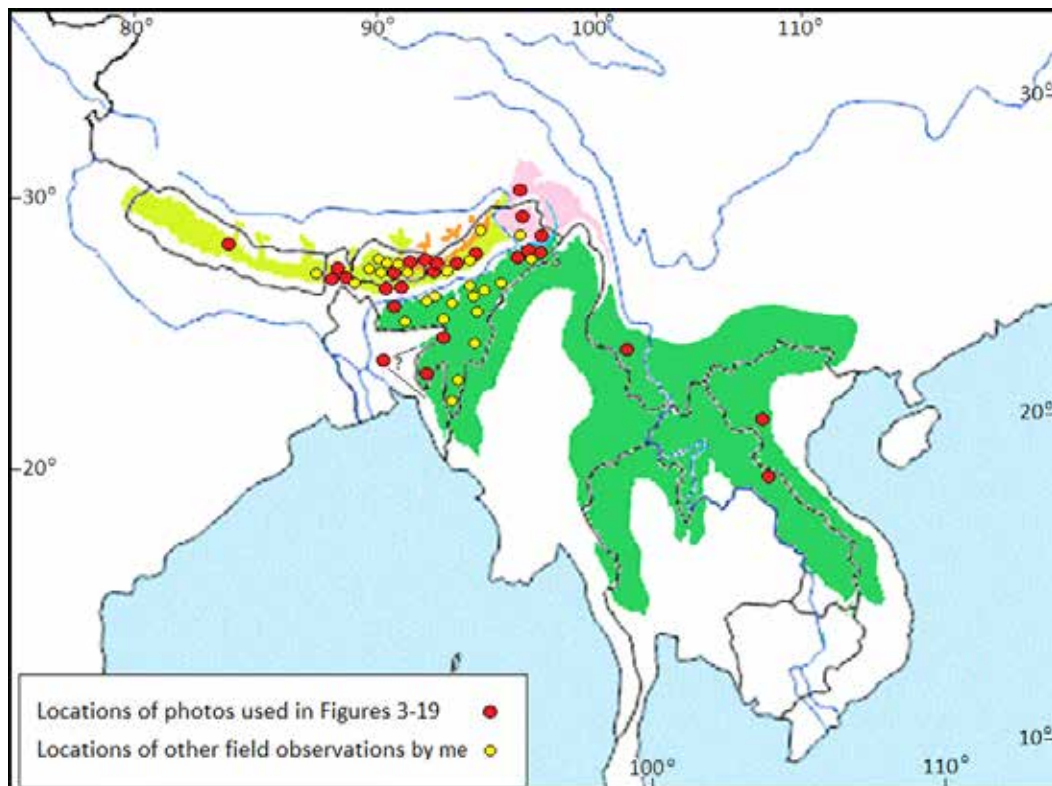 80° 90° 100° 110°
30°
30°
?
20°
20°
Locations of photos used in Figures 3-19
Locations of other field observations by me
10°
100° 110°